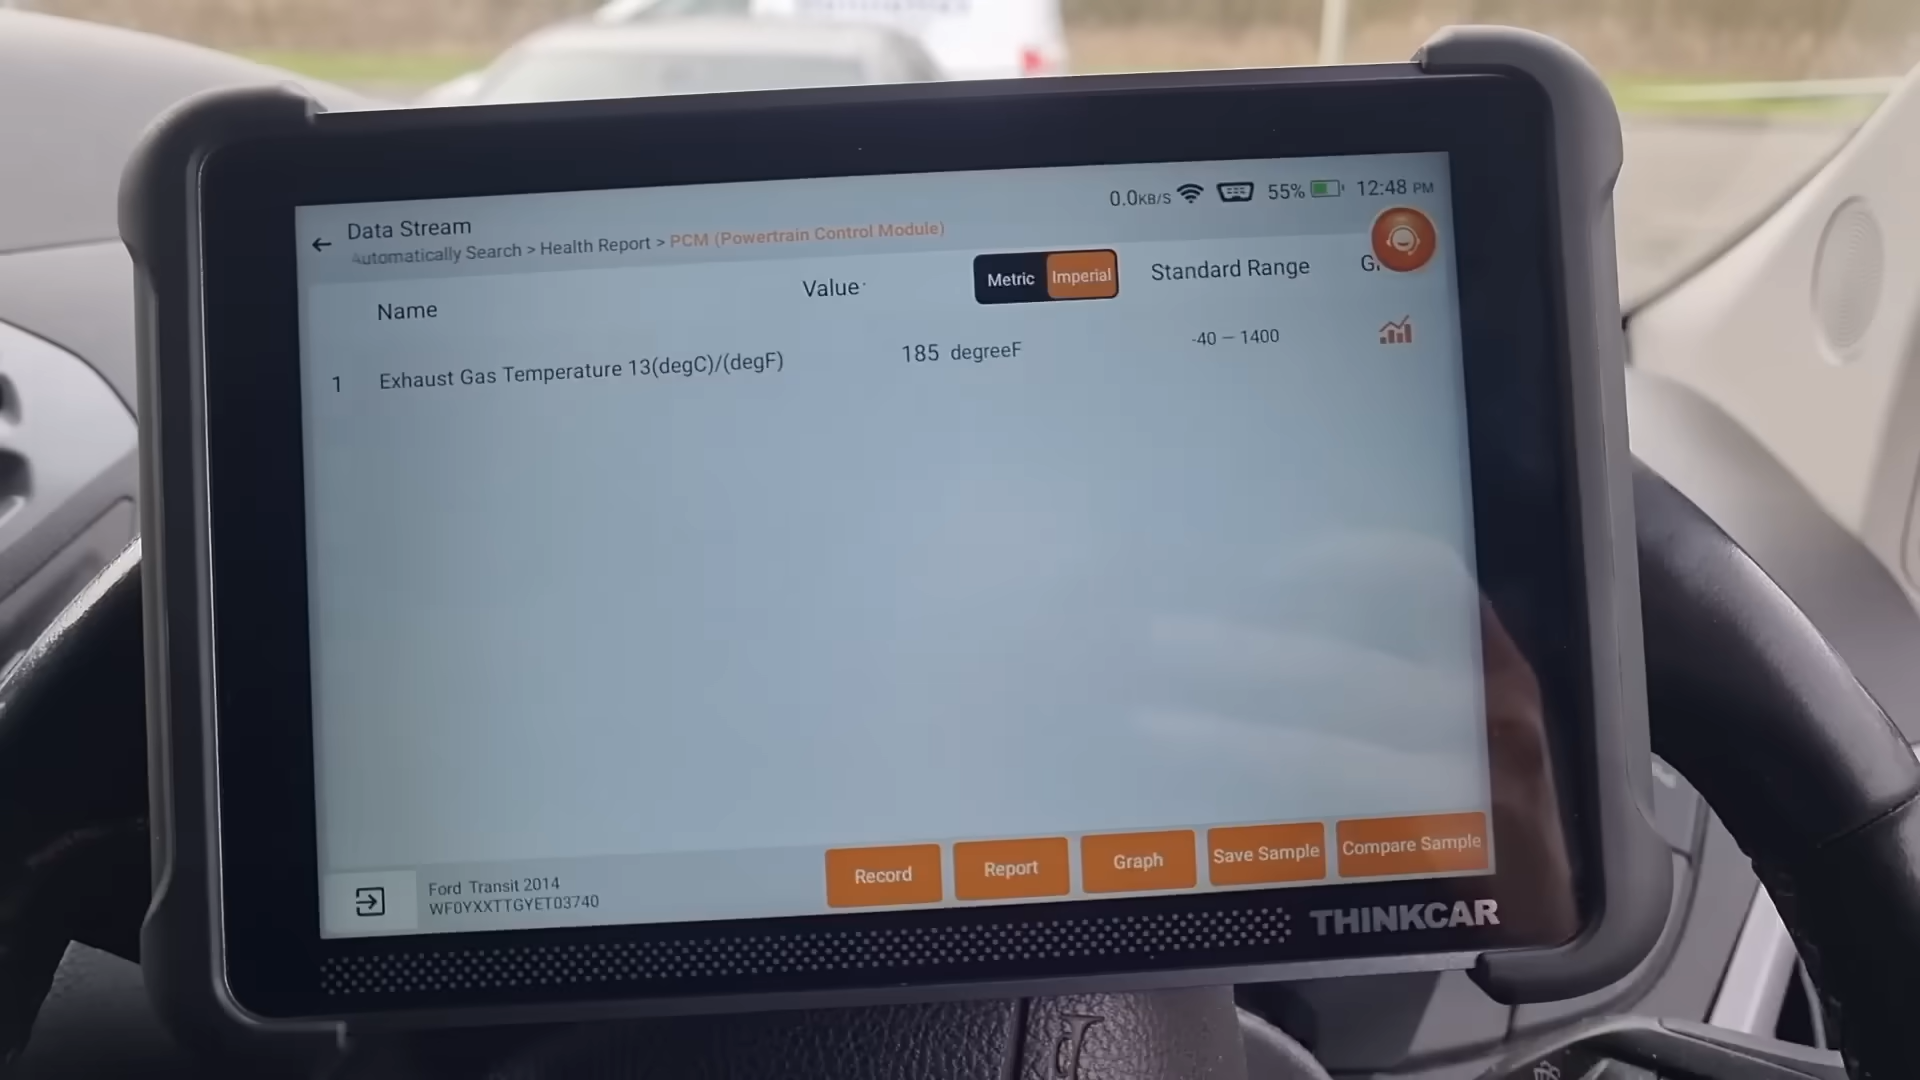 0.0KB/S 55% 12:48 PM
Data Stream
Automatically Search > Health Report > PCM (Powertrain Control Module)
Name Value Metric Imperial Standard Range
1 Exhaust Gas Temperature 13(degC)/(degF) 185 degreeF -40 – 1400
Record Report Graph Save Sample Compare Sample
Ford Transit 2014
WF0YXXTTGYET03740
THINKCAR